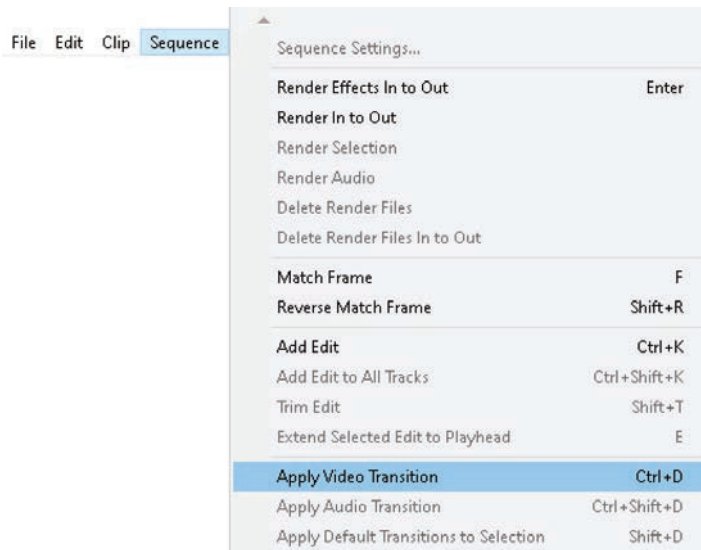 File Edit Clip Sequence
Sequence Settings...
Render Effects In to Out Enter
Render In to Out
Render Selection
Render Audio
Delete Render Files
Delete Render Files In to Out
Match Frame F
Reverse Match Frame Shift+R
Add Edit Ctrl+K
Add Edit to All Tracks Ctrl+Shift+K
Trim Edit Shift+T
Extend Selected Edit to Playhead E
Apply Video Transition Ctrl+D
Apply Audio Transition Ctrl+Shift+D
Apply Default Transitions to Selection Shift+D